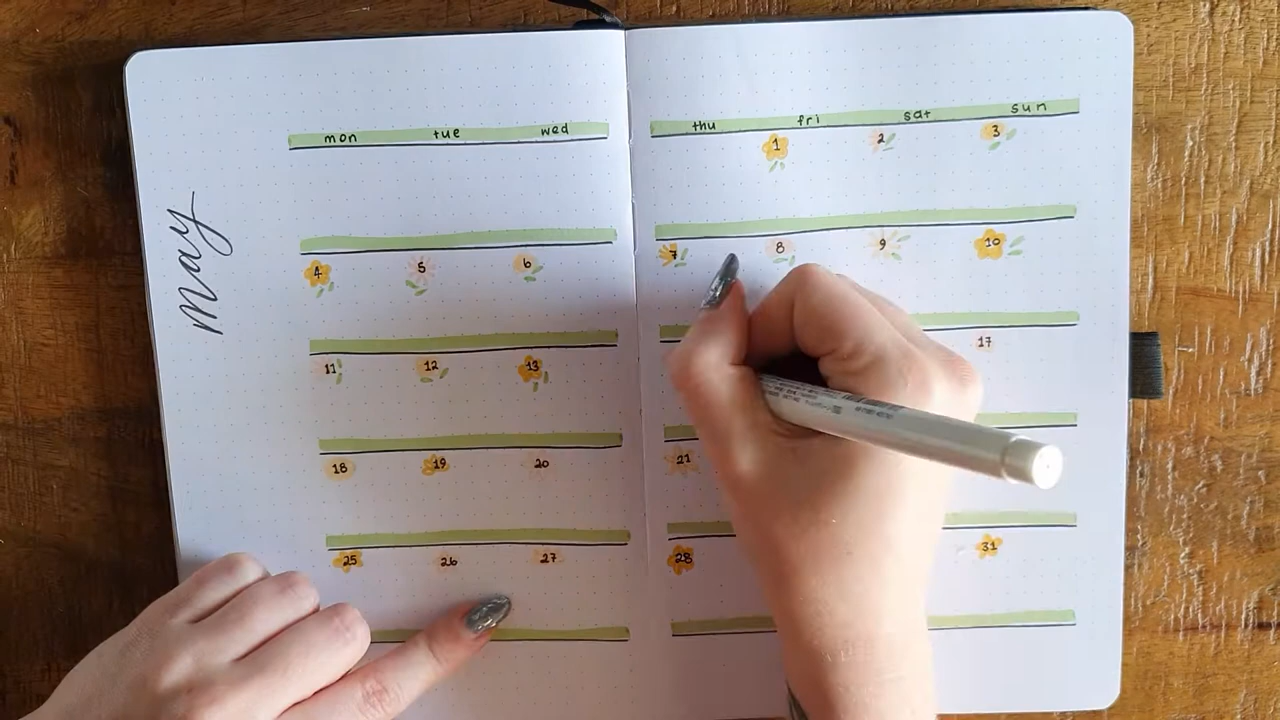 may
mon tue wed thu fri sat sun
1 2 3
4 5 6 7 8 9 10
11 12 13 17
18 19 20 21
25 26 27 28 31